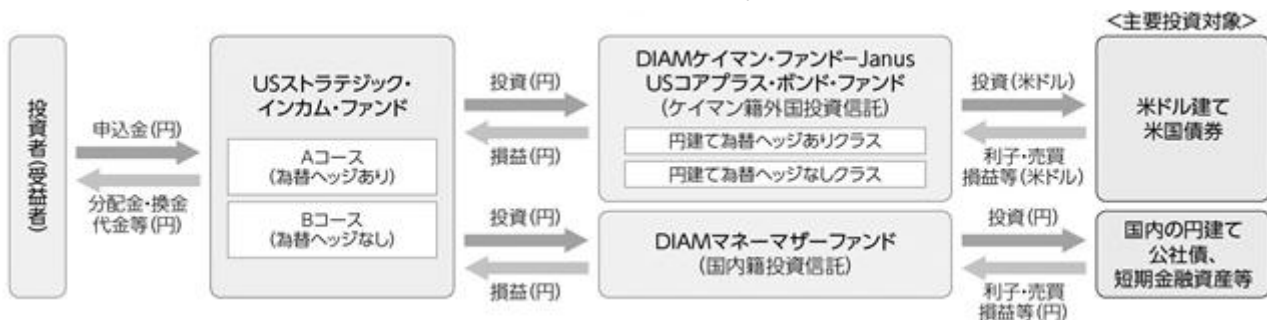 <主要投資対象>
投資者(受益者)
申込金(円)
分配金・換金
代金等(円)
USストラテジック・
インカム・ファンド
Aコース
(為替ヘッジあり)
Bコース
(為替ヘッジなし)
投資(円)
損益(円)
投資(円)
損益(円)
DIAMケイマン・ファンド−Janus
USコアプラス・ボンド・ファンド
(ケイマン籍外国投資信託)
円建て為替ヘッジありクラス
円建て為替ヘッジなしクラス
DIAMマネーマザーファンド
(国内籍投資信託)
投資(米ドル)
利子・売買
損益等(米ドル)
投資(円)
利子・売買
損益等(円)
米ドル建て
米国債券
国内の円建て
公社債、
短期金融資産等